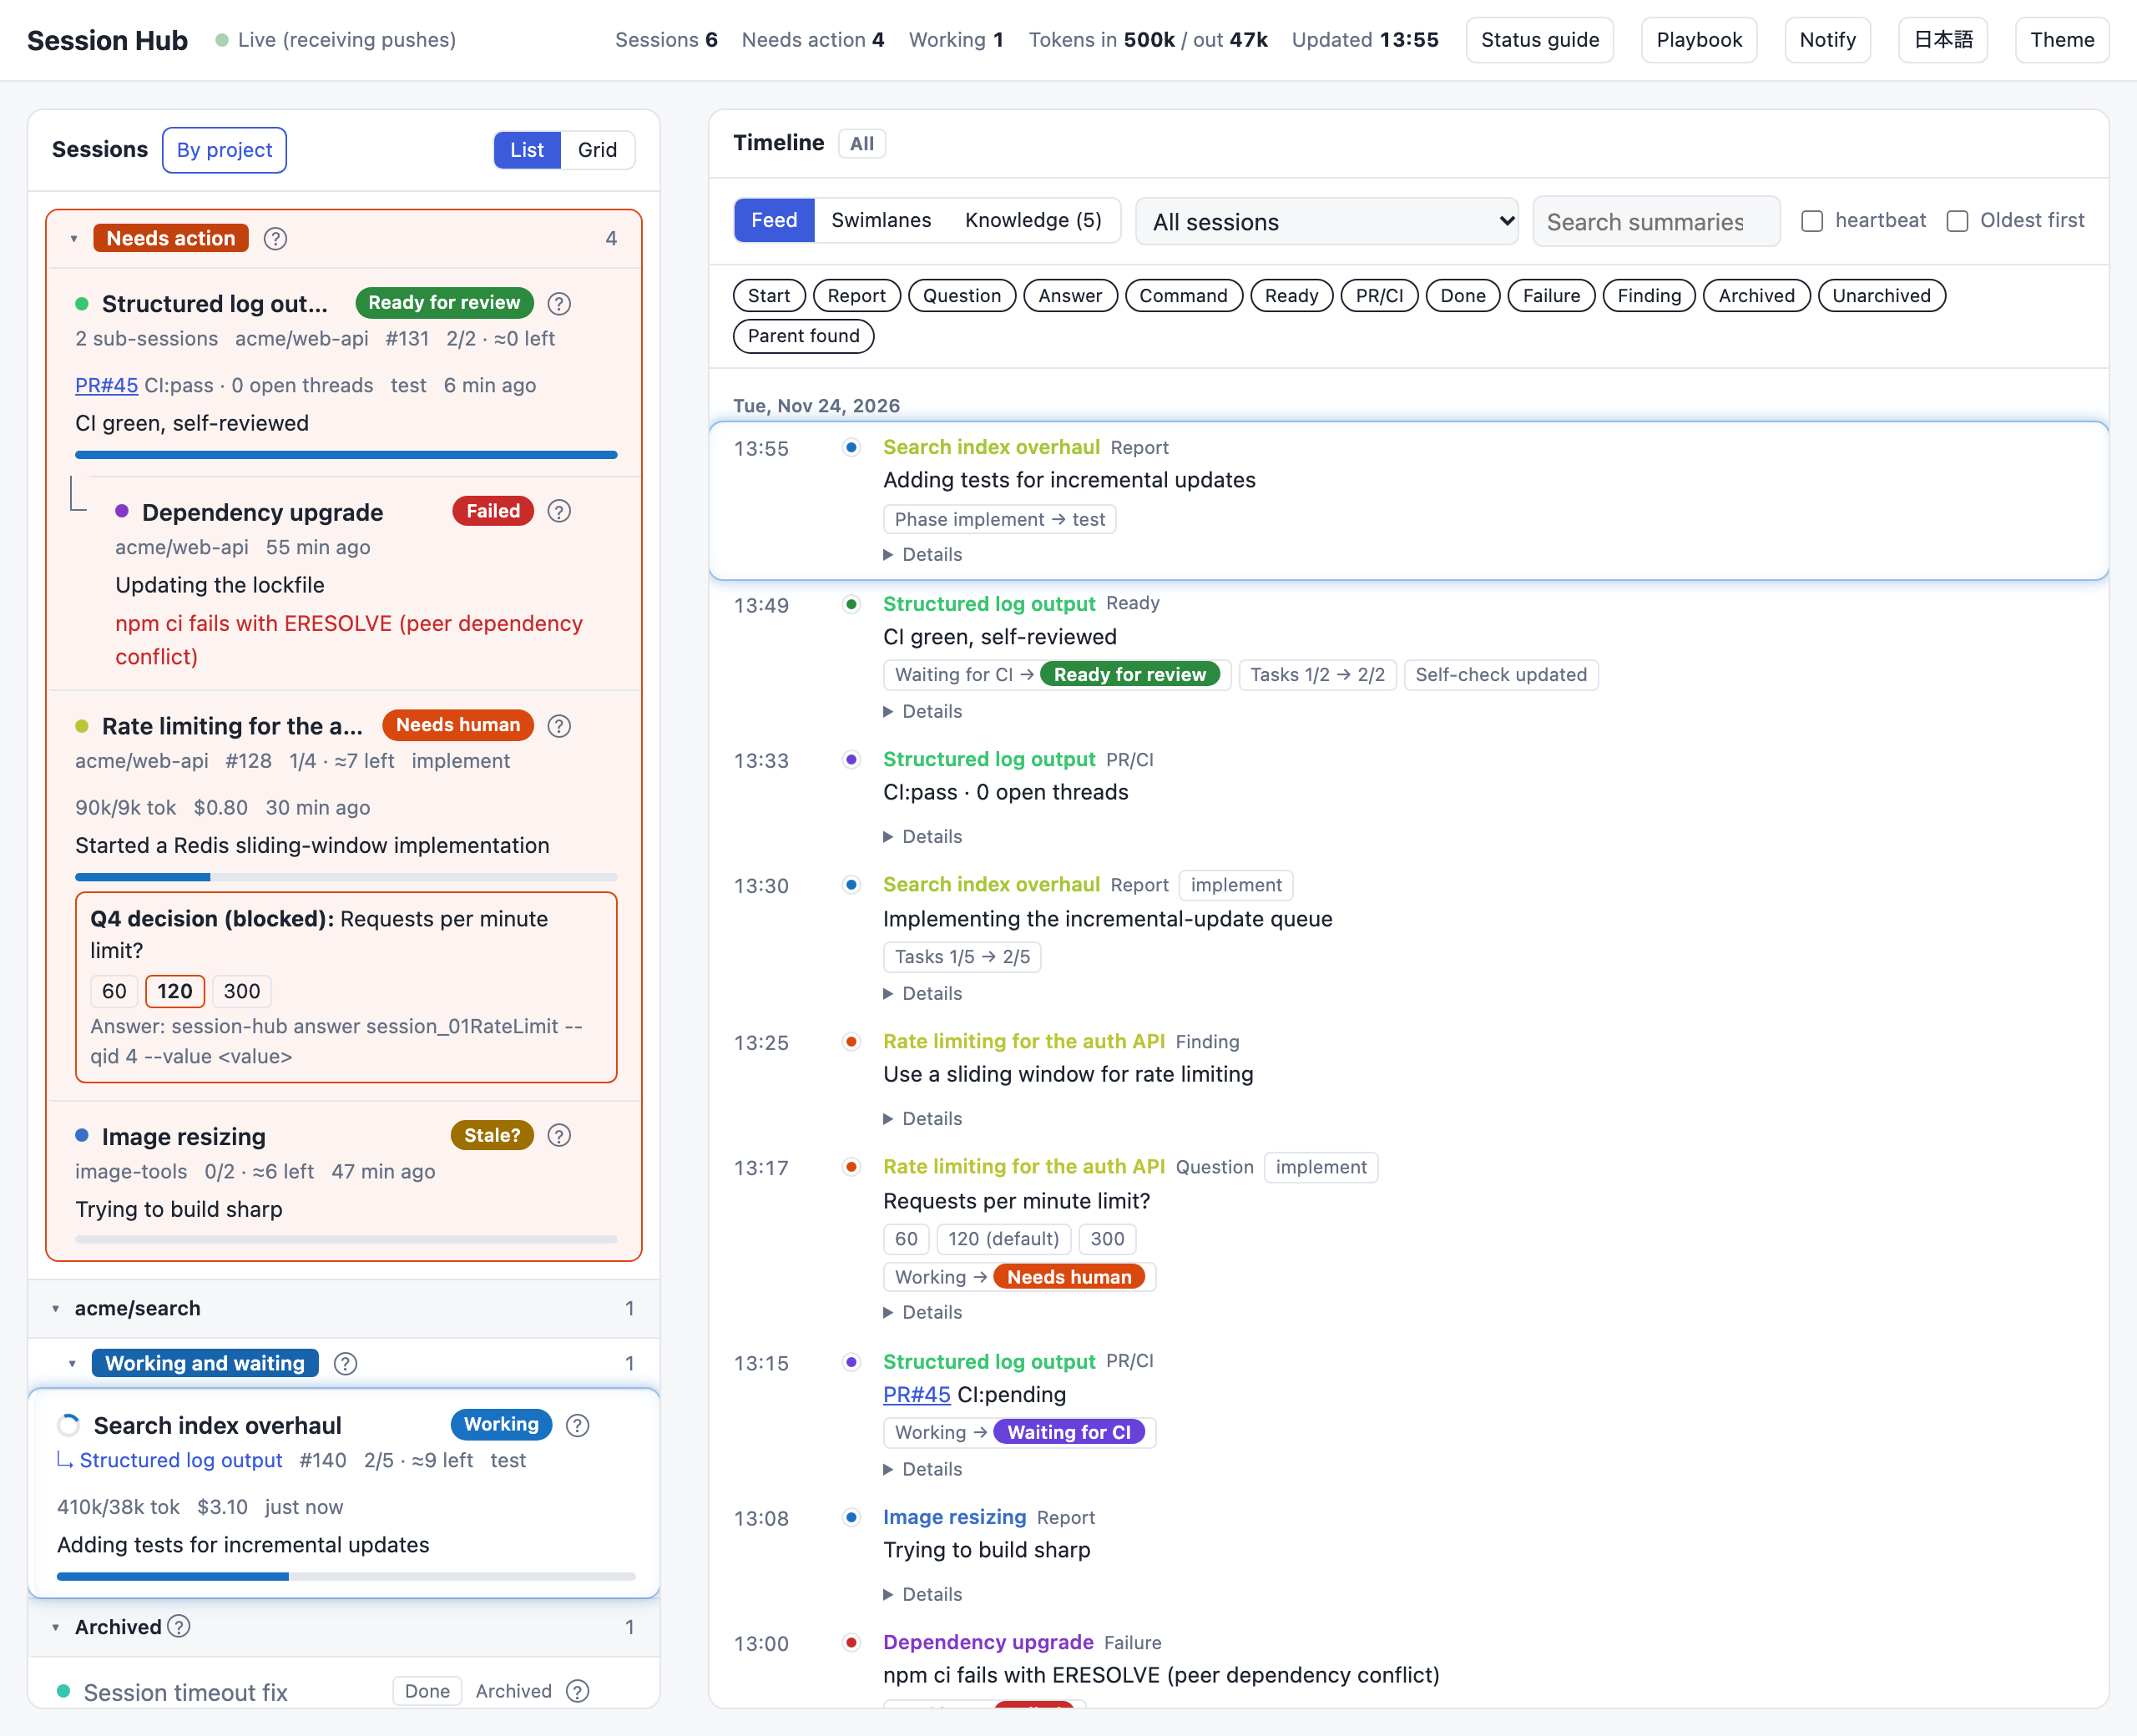 Session Hub
Live (receiving pushes)
Sessions 6
Needs action 4
Working 1
Tokens in 500k / out 47k
Updated 13:55
Status guide
Playbook
Notify
日本語
Theme
Sessions
By project
List
Grid
Needs action ?
4
Structured log out...
Ready for review ?
2 sub-sessions acme/web-api #131 2/2 · ≈0 left
PR#45 CI:pass · 0 open threads test 6 min ago
CI green, self-reviewed
Dependency upgrade
Failed ?
acme/web-api 55 min ago
Updating the lockfile
npm ci fails with ERESOLVE (peer dependency
conflict)
Rate limiting for the a...
Needs human ?
acme/web-api #128 1/4 · ≈7 left implement
90k/9k tok $0.80 30 min ago
Started a Redis sliding-window implementation
Q4 decision (blocked): Requests per minute
limit?
60 120 300
Answer: session-hub answer session_01RateLimit --
qid 4 --value <value>
Image resizing
Stale? ?
image-tools 0/2 · ≈6 left 47 min ago
Trying to build sharp
acme/search
1
Working and waiting ?
1
Search index overhaul
Working ?
Structured log output #140 2/5 · ≈9 left test
410k/38k tok $3.10 just now
Adding tests for incremental updates
Archived ?
1
Session timeout fix
Done Archived ?
Timeline
All
Feed Swimlanes Knowledge (5)
All sessions
Search summaries
heartbeat
Oldest first
Start Report Question Answer Command Ready PR/CI Done Failure Finding Archived Unarchived
Parent found
Tue, Nov 24, 2026
13:55
Search index overhaul Report
Adding tests for incremental updates
Phase implement → test
Details
13:49
Structured log output Ready
CI green, self-reviewed
Waiting for CI → Ready for review Tasks 1/2 → 2/2 Self-check updated
Details
13:33
Structured log output PR/CI
CI:pass · 0 open threads
Details
13:30
Search index overhaul Report implement
Implementing the incremental-update queue
Tasks 1/5 → 2/5
Details
13:25
Rate limiting for the auth API Finding
Use a sliding window for rate limiting
Details
13:17
Rate limiting for the auth API Question implement
Requests per minute limit?
60 120 (default) 300
Working → Needs human
Details
13:15
Structured log output PR/CI
PR#45 CI:pending
Working → Waiting for CI
Details
13:08
Image resizing Report
Trying to build sharp
Details
13:00
Dependency upgrade Failure
npm ci fails with ERESOLVE (peer dependency conflict)